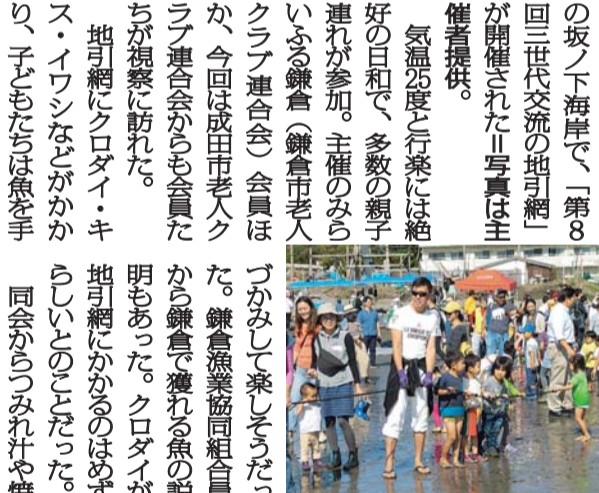 の坂ノ下海岸で、「第8
回三世代交流の地引網」
が開催された＝写真は主
催者提供。
気温25度と行楽には絶
好の日和で、多数の親子
連れが参加。主催のみら
いふる鎌倉（鎌倉市老人
クラブ連合会）会員ほ
か、今回は成田市老人ク
ラブ連合会からも会員た
ちが視察に訪れた。
地引網にクロダイ・キ
ス・イワシなどがかか
り、子どもたちは魚を手
づかみして楽しそうだっ
た。鎌倉漁業協同組合員
から鎌倉で獲れる魚の説
明もあった。クロダイが
地引網にかかるのはめず
らしいとのことだった。
同会からつみれ汁や焼